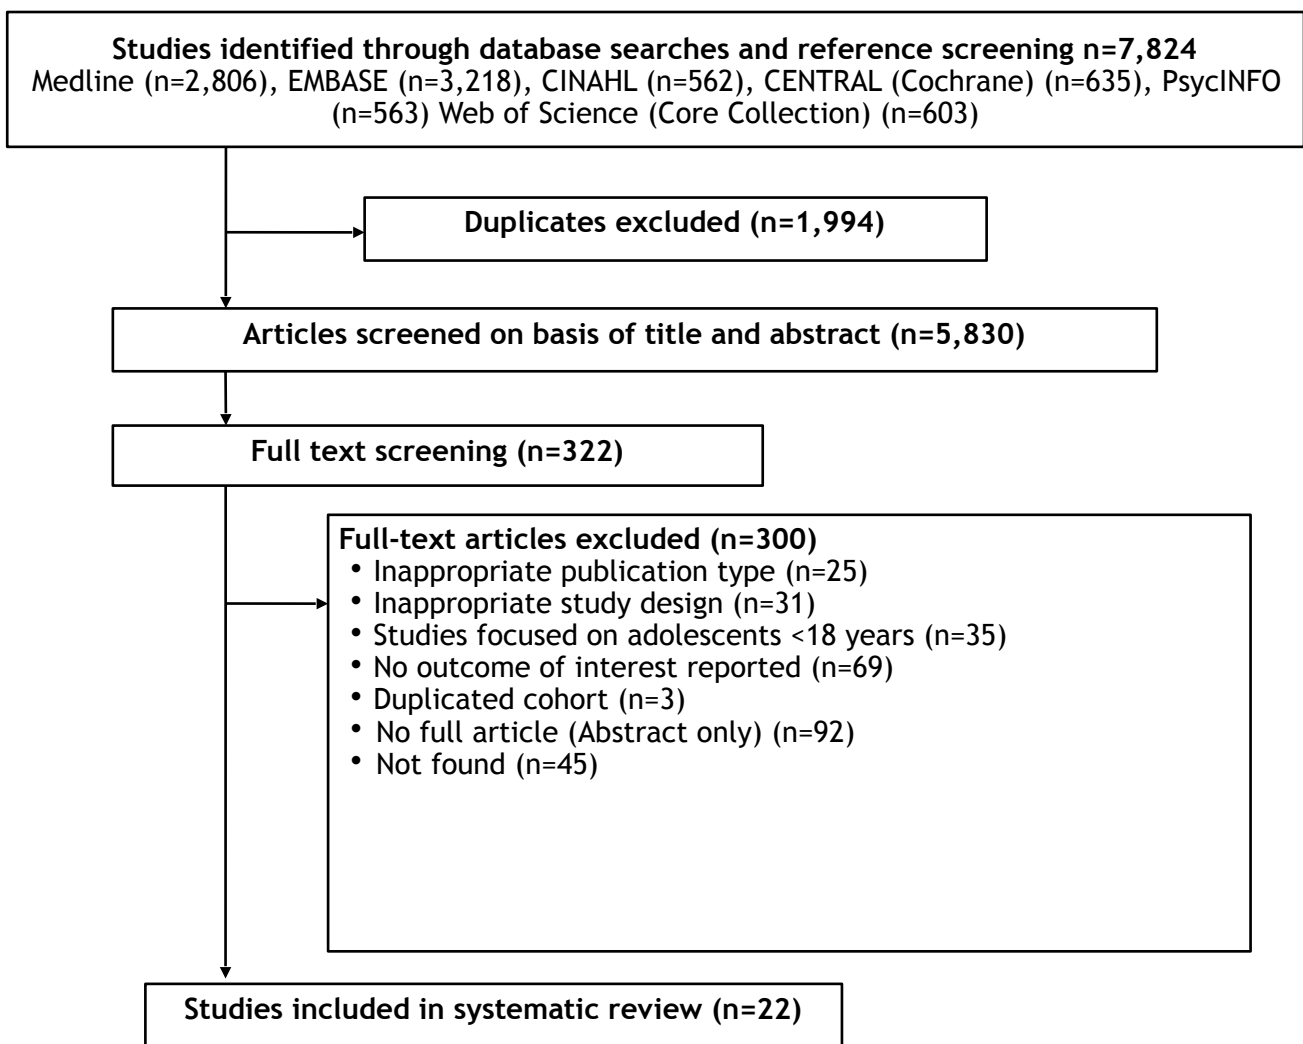 Studies identified through database searches and reference screening n=7,824
Medline (n=2,806), EMBASE (n=3,218), CINAHL (n=562), CENTRAL (Cochrane) (n=635), PsycINFO
(n=563) Web of Science (Core Collection) (n=603)
Duplicates excluded (n=1,994)
Articles screened on basis of title and abstract (n=5,830)
Full text screening (n=322)
Full-text articles excluded (n=300)
• Inappropriate publication type (n=25)
• Inappropriate study design (n=31)
• Studies focused on adolescents <18 years (n=35)
• No outcome of interest reported (n=69)
• Duplicated cohort (n=3)
• No full article (Abstract only) (n=92)
• Not found (n=45)
Studies included in systematic review (n=22)